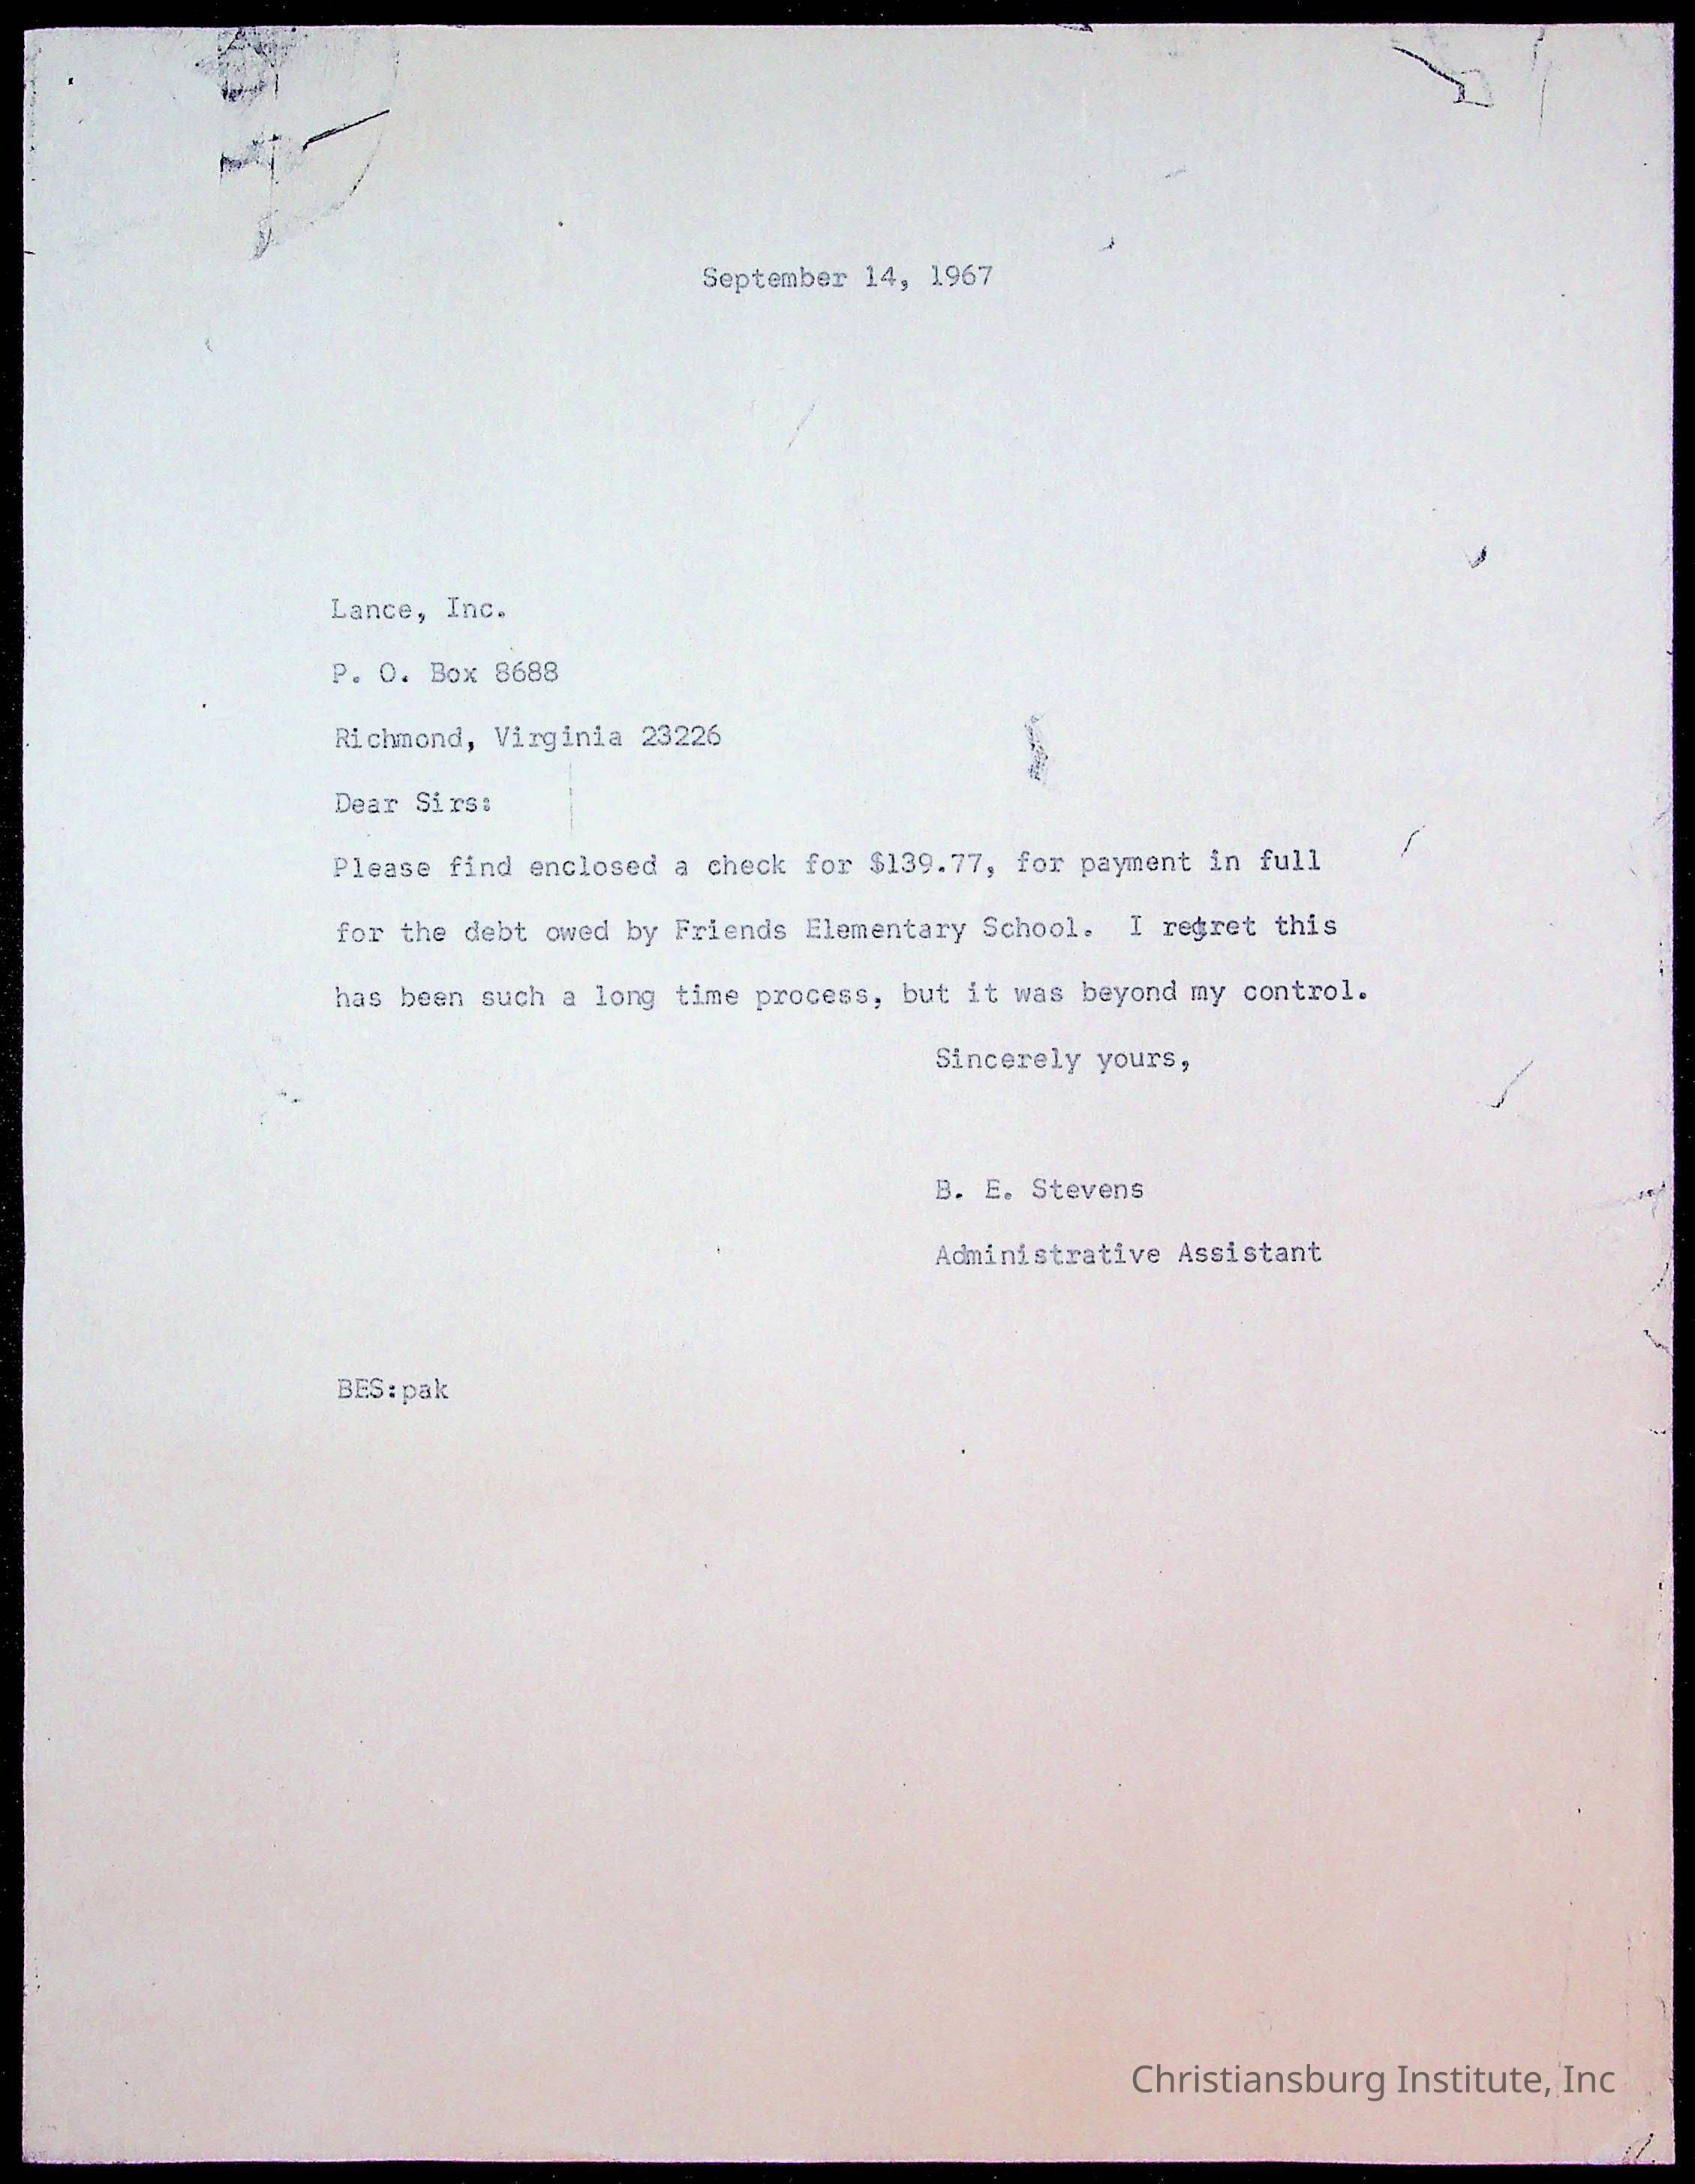 September 14, 1967
Lance, Inc.
P. O. Box 8688
Richmond, Virginia 23226
Dear Sirs:
Please find enclosed a check for $139.77, for payment in full
for the debt owed by Friends Elementary School. I regret this
has been such a long time process, but it was beyond my control.
Sincerely yours,
B. E. Stevens
Administrative Assistant
BES:pak
Christiansburg Institute, Inc